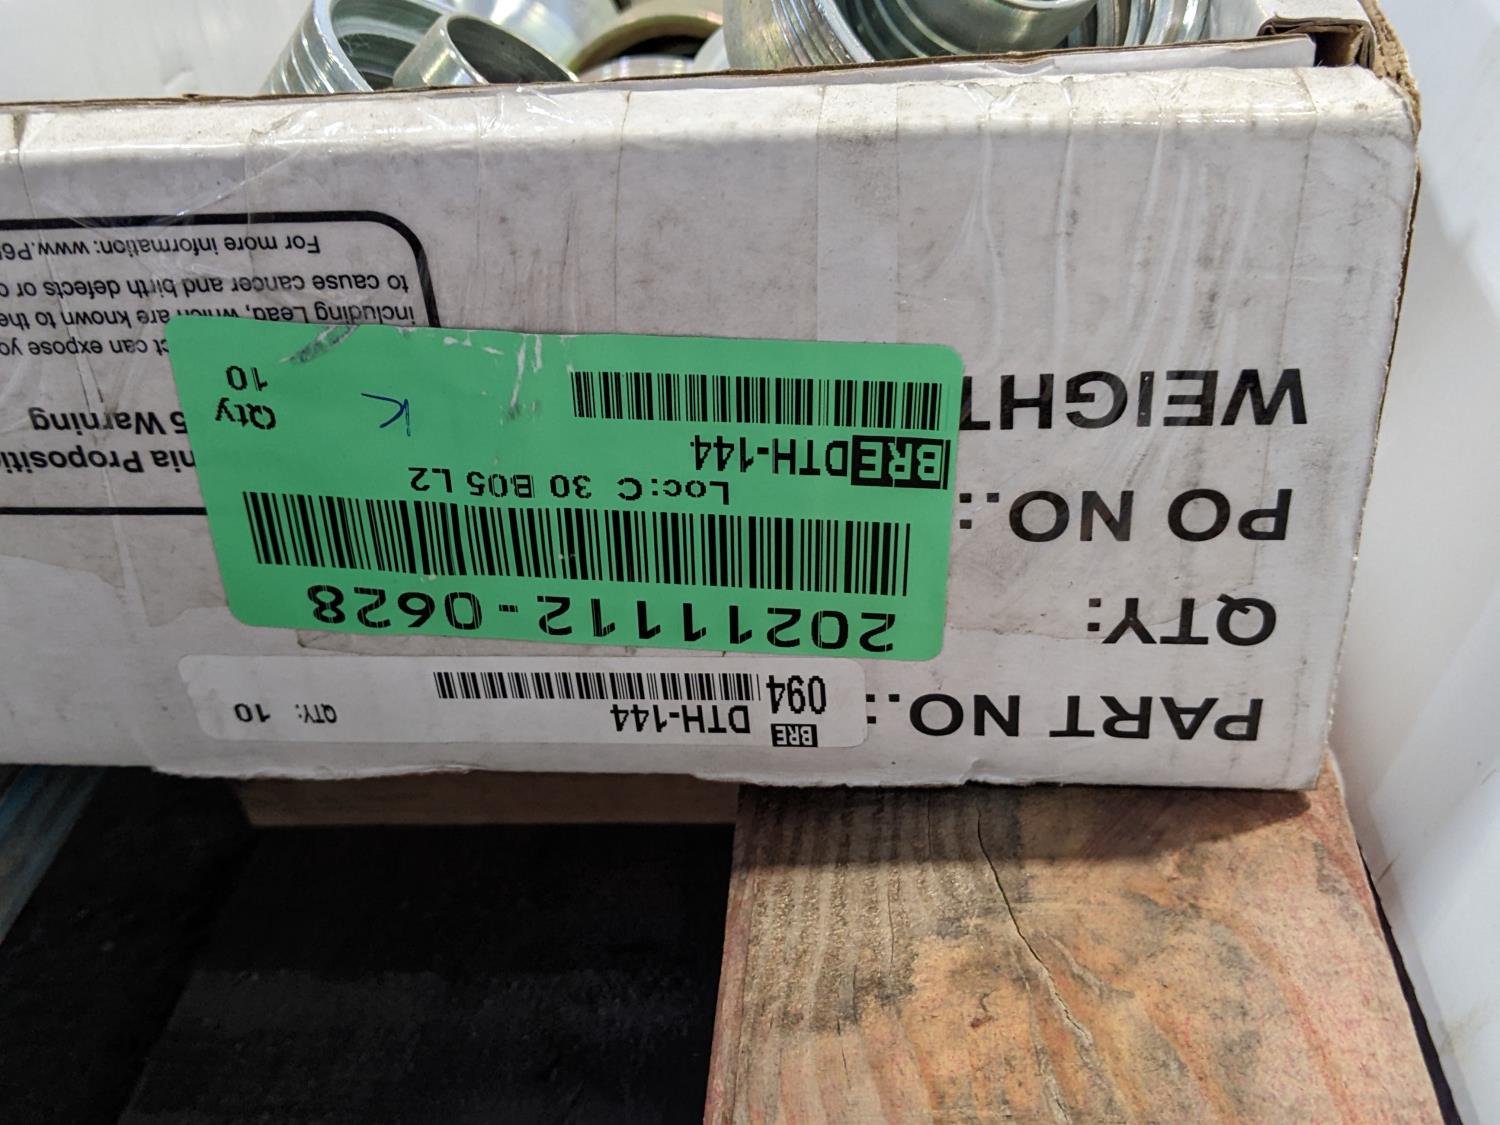 PART NO.:
QTY:
PO NO.:
WEIGHT
BRE DTH-144
094
QTY: 10
20211112-0628
Loc:C 30 B05 L2
BRE DTH-144
K
Qty
10
nia Propositi
5 Warning
ct can expose yo
including Lead, which are known to the
to cause cancer and birth defects or o
For more information: www.P6